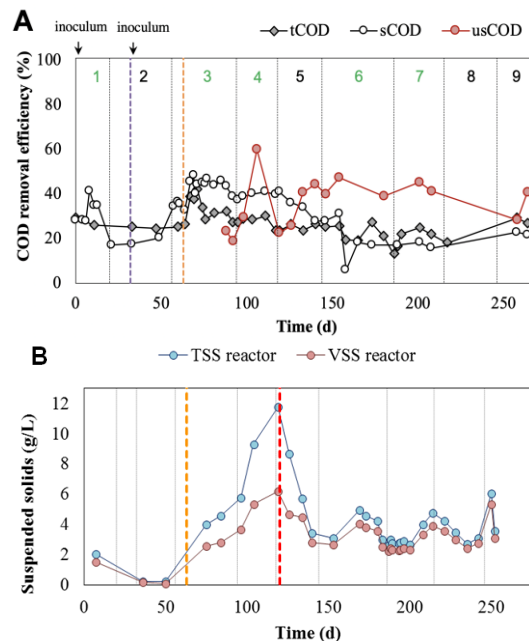 A
inoculum inoculum
tCOD sCOD usCOD
COD removal efficiency (%)
100
80
60
40
20
0
1 2 3 4 5 6 7 8 9
0 50 100 150 200 250
Time (d)
B
TSS reactor VSS reactor
Suspended solids (g/L)
12
10
8
6
4
2
0
0 50 100 150 200 250
Time (d)